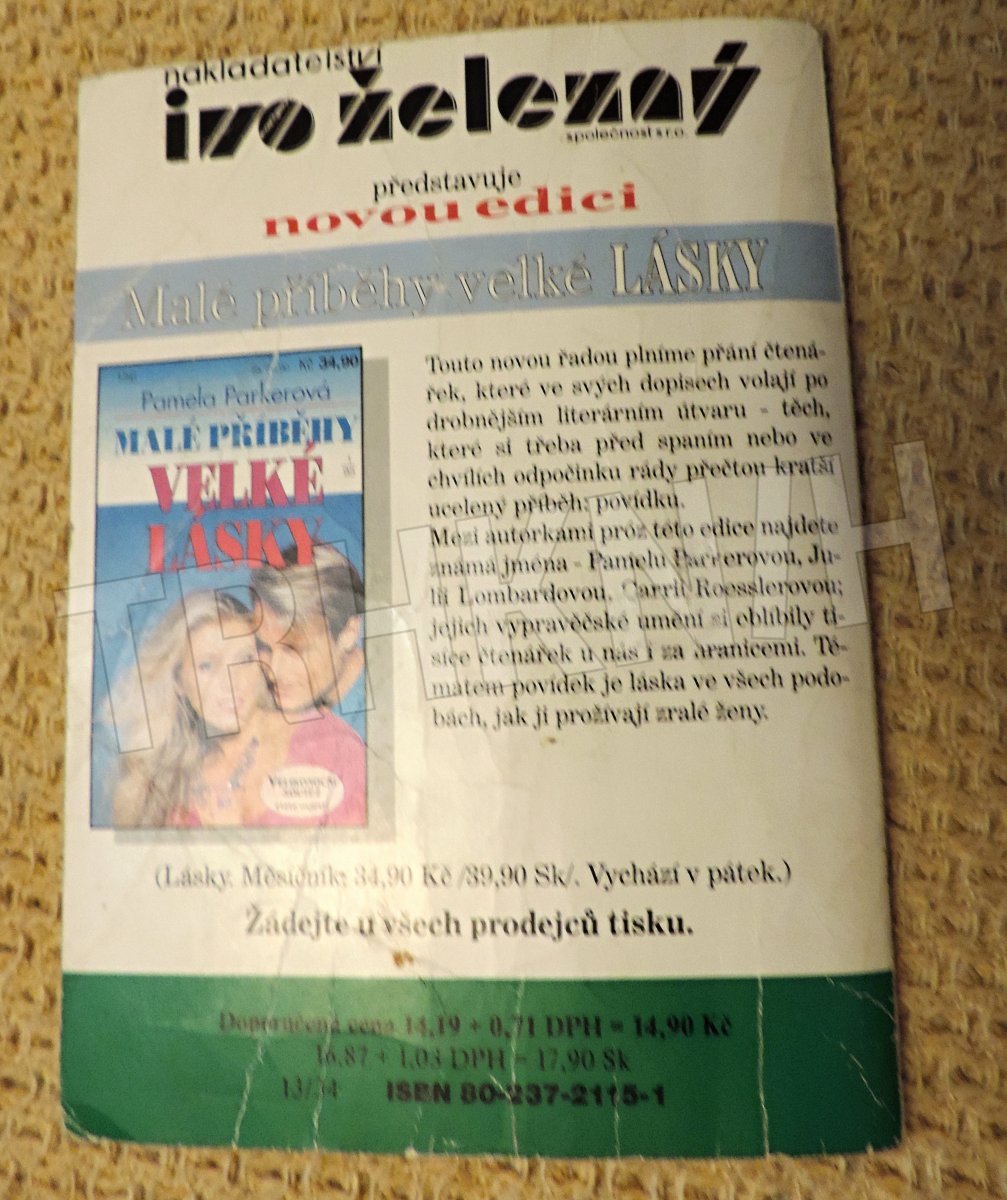 nakladatelství
ivo železný
společnost s r.o.
představuje
novou edici
Malé příběhy velké LÁSKY
Kč 34,90
Pamela Parkerová
MALÉ PŘÍBĚHY
VELKÉ
LÁSKY
Touto novou řadou plníme přání čtená-
řek, které ve svých dopisech volají po
drobnějším literárním útvaru - těch,
které si třeba před spaním nebo ve
chvílích odpočinku rády přečtou kratší
ucelený příběh; povídku.
Mezi autorkami próz této edice najdete
známá jména - Pamelu Parkerovou, Ju-
lii Lombardovou, Carrii Roesslerovou;
jejich vypravěčské umění si oblíbily ti-
síce čtenářek u nás i za hranicemi. Té-
matem povídek je láska ve všech podo-
bách, jak ji prožívají zralé ženy.
(Lásky. Měsíčník; 34,90 Kč /39,90 Sk/. Vychází v pátek.)
Žádejte u všech prodejců tisku.
Doporučená cena 14,19 + 0,71 DPH = 14,90 Kč
16,87 + 1,03 DPH = 17,90 Sk
13/34 ISBN 80-237-2115-1
TRHKNIH